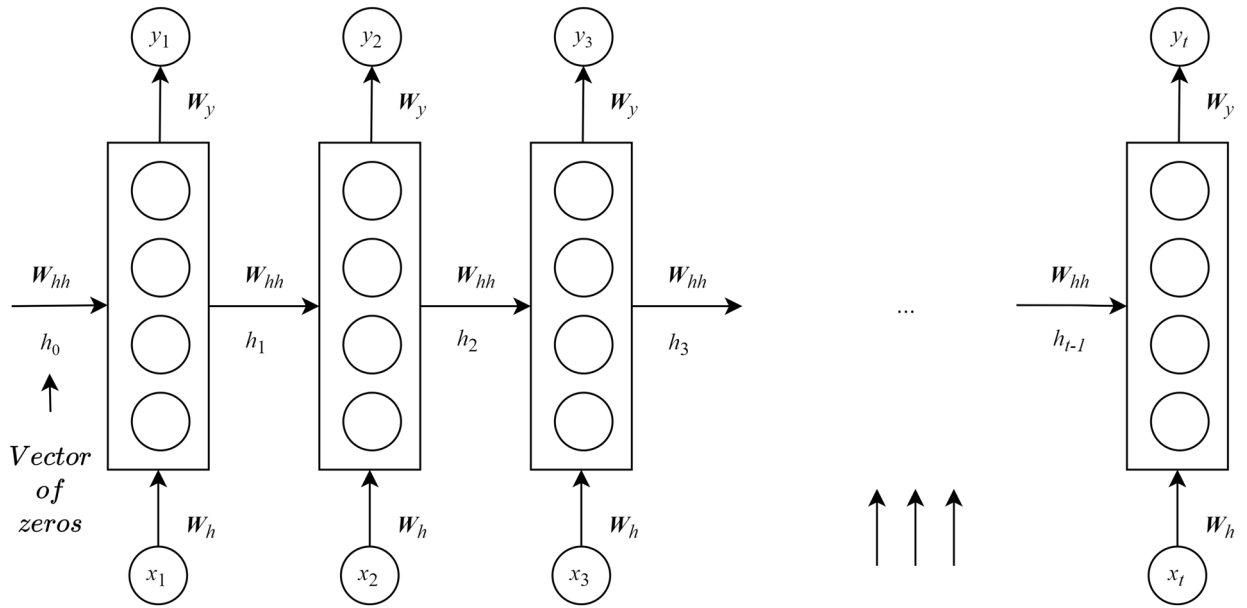 y1 y2 y3 yt
Wy Wy Wy Wy
Whh Whh Whh Whh Whh
...
h0 h1 h2 h3 ht-1
Vector
of
zeros
Wh Wh Wh Wh
x1 x2 x3 xt